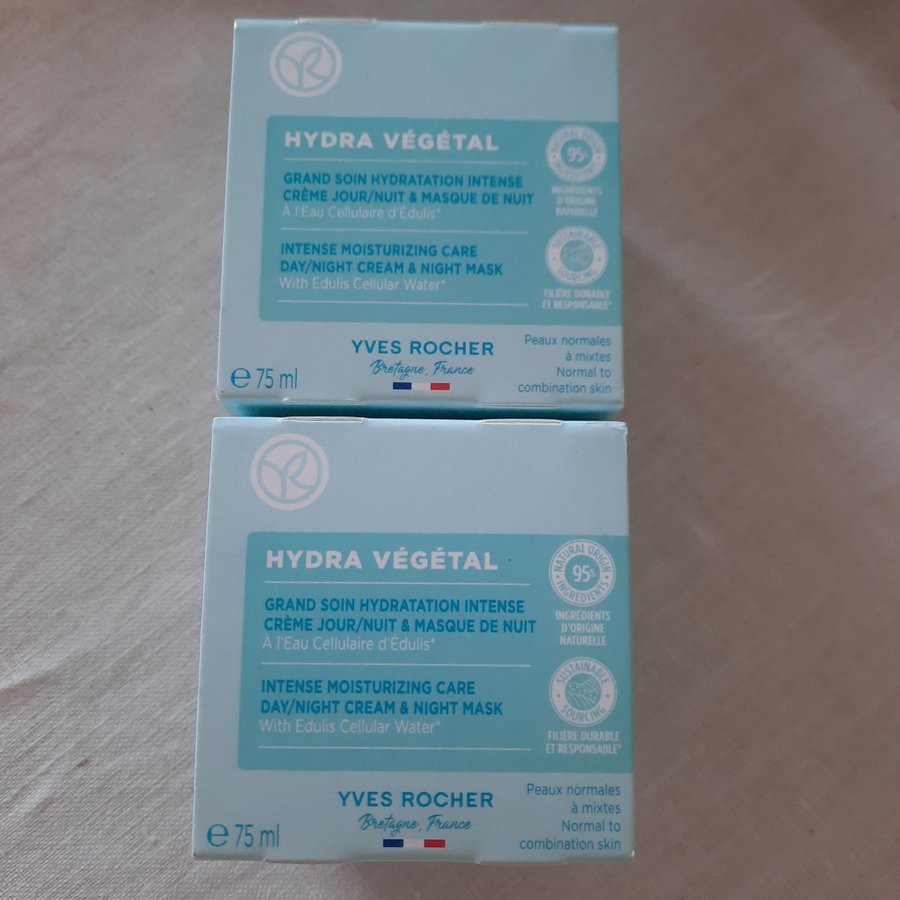 HYDRA VÉGÉTAL
GRAND SOIN HYDRATATION INTENSE
CRÈME JOUR/NUIT & MASQUE DE NUIT
À l'Eau Cellulaire d'Édulis*
INTENSE MOISTURIZING CARE
DAY/NIGHT CREAM & NIGHT MASK
With Edulis Cellular Water*
NATURAL ORIGIN
95%
INGREDIENTS
INGRÉDIENTS
D'ORIGINE
NATURELLE
SUSTAINABLE
SOURCING
FILIÈRE DURABLE
ET RESPONSABLE*
YVES ROCHER
Bretagne, France
℮ 75 ml
Peaux normales
à mixtes
Normal to
combination skin
HYDRA VÉGÉTAL
GRAND SOIN HYDRATATION INTENSE
CRÈME JOUR/NUIT & MASQUE DE NUIT
À l'Eau Cellulaire d'Édulis*
INTENSE MOISTURIZING CARE
DAY/NIGHT CREAM & NIGHT MASK
With Edulis Cellular Water*
NATURAL ORIGIN
95%
INGREDIENTS
INGRÉDIENTS
D'ORIGINE
NATURELLE
SUSTAINABLE
SOURCING
FILIÈRE DURABLE
ET RESPONSABLE*
YVES ROCHER
Bretagne, France
℮ 75 ml
Peaux normales
à mixtes
Normal to
combination skin